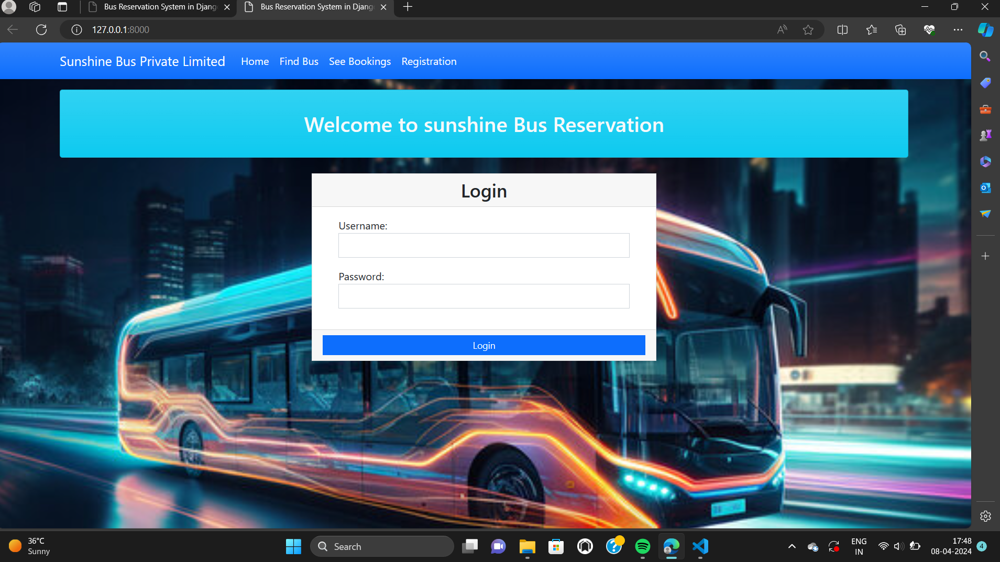 Bus Reservation System in Djang
Bus Reservation System in Djang
127.0.0.1:8000
Sunshine Bus Private Limited Home Find Bus See Bookings Registration
Welcome to sunshine Bus Reservation
Login
Username:
Password:
Login
36°C
Sunny
Search
ENG
IN
17:48
08-04-2024
4